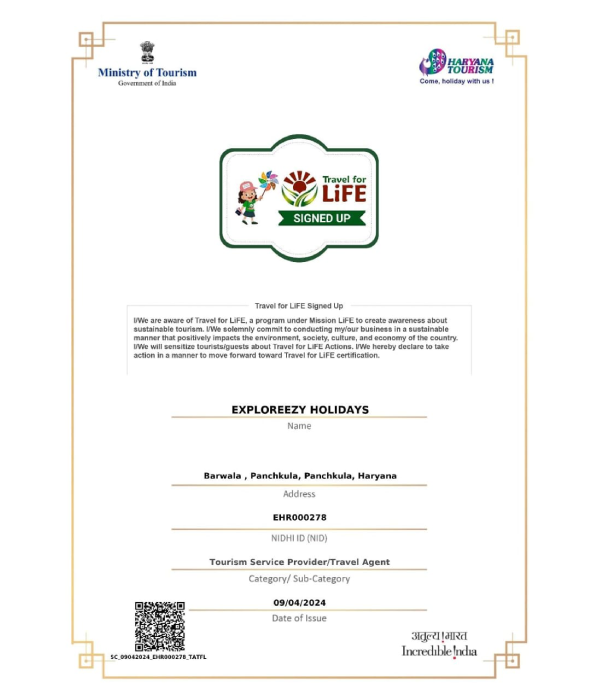 Ministry of Tourism
Government of India
HARYANA
TOURISM
Come, holiday with us !
Travel for
LiFE
SIGNED UP
Travel for LiFE Signed Up
I/We are aware of Travel for LiFE, a program under Mission LiFE to create awareness about
sustainable tourism. I/We solemnly commit to conducting my/our business in a sustainable
manner that positively impacts the environment, society, culture, and economy of the country.
I/We will sensitize tourists/guests about Travel for LiFE Actions. I/We hereby declare to take
action in a manner to move forward toward Travel for LiFE certification.
EXPLOREEZY HOLIDAYS
Name
Barwala , Panchkula, Panchkula, Haryana
Address
EHR000278
NIDHI ID (NID)
Tourism Service Provider/Travel Agent
Category/ Sub-Category
09/04/2024
Date of Issue
SC_09042024_EHR000278_TATFL
अतुल्य !भारत
Incredible !ndia